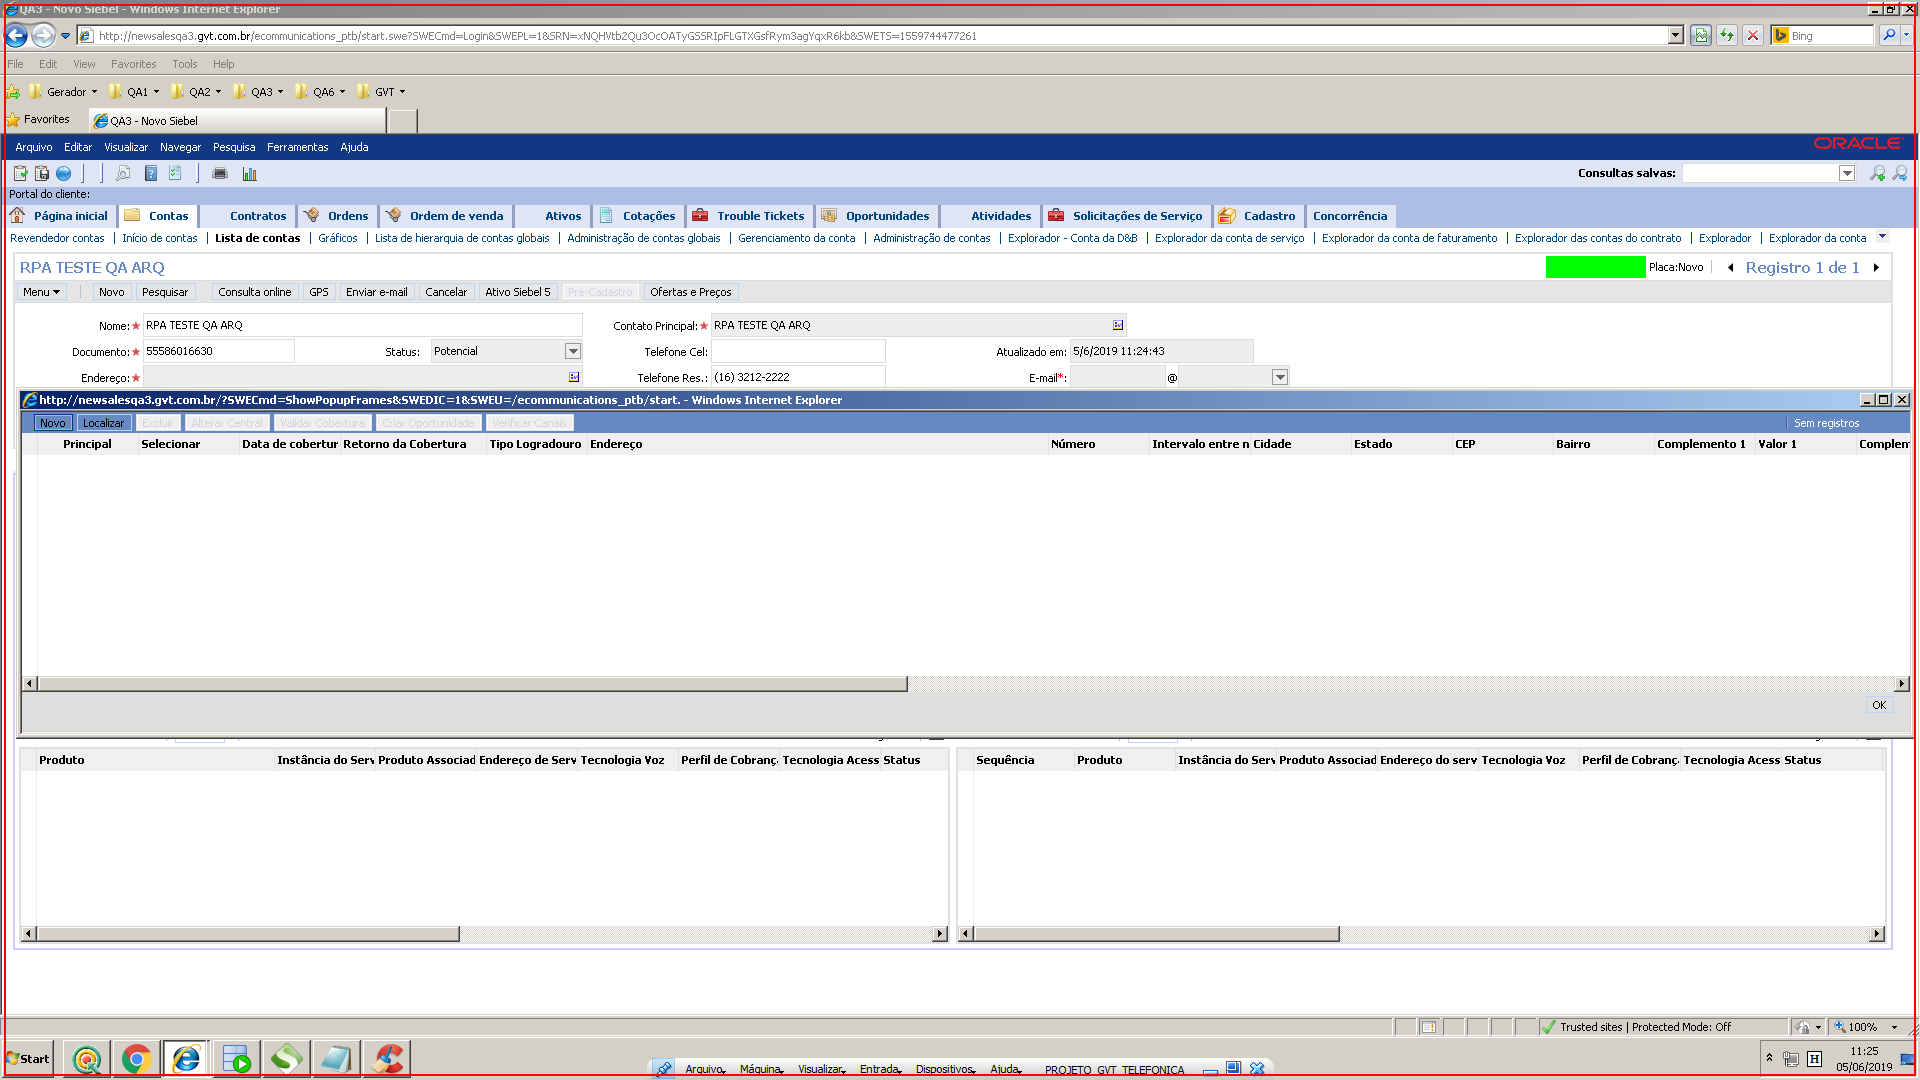 QA3 - Novo Siebel - Windows Internet Explorer
http://newsalesqa3.gvt.com.br/ecommunications_ptb/start.swe?SWECmd=Login&SWEPL=1&SRN=xNQHVtb2Qu3OcOATyGSSRIpFLGTXGsfRym3agYqxR6kb&SWETS=1559744477261
Bing
File Edit View Favorites Tools Help
Gerador QA1 QA2 QA3 QA6 GVT
Favorites QA3 - Novo Siebel
Arquivo Editar Visualizar Navegar Pesquisa Ferramentas Ajuda ORACLE
Consultas salvas:
Portal do cliente:
Página inicial Contas Contratos Ordens Ordem de venda Ativos Cotações Trouble Tickets Oportunidades Atividades Solicitações de Serviço Cadastro Concorrência
Revendedor contas | Início de contas | Lista de contas | Gráficos | Lista de hierarquia de contas globais | Administração de contas globais | Gerenciamento da conta | Administração de contas | Explorador - Conta da D&B | Explorador da conta de serviço | Explorador da conta de faturamento | Explorador das contas do contrato | Explorador | Explorador da conta
RPA TESTE QA ARQ Placa:Novo Registro 1 de 1
Menu Novo Pesquisar Consulta online GPS Enviar e-mail Cancelar Ativo Siebel 5 Pré-Cadastro Ofertas e Preços
Nome: RPA TESTE QA ARQ Contato Principal: RPA TESTE QA ARQ
Documento: 55586016630 Status: Potencial Telefone Cel: Atualizado em: 5/6/2019 11:24:43
Endereço: Telefone Res.: (16) 3212-2222 E-mail*: @
http://newsalesqa3.gvt.com.br/?SWECmd=ShowPopupFrames&SWEDIC=1&SWEU=/ecommunications_ptb/start. - Windows Internet Explorer
Novo Localizar Excluir Alterar Central Validar Cobertura Criar Oportunidade Verificar Canais Sem registros
Principal Selecionar Data de cobertur Retorno da Cobertura Tipo Logradouro Endereço Número Intervalo entre n Cidade Estado CEP Bairro Complemento 1 Valor 1 Complem
OK
Produto Instância do Serv Produto Associad Endereço de Serv Tecnologia Voz Perfil de Cobranç Tecnologia Acess Status
Sequência Produto Instância do Serv Produto Associad Endereço do serv Tecnologia Voz Perfil de Cobranç Tecnologia Acess Status
Trusted sites | Protected Mode: Off 100%
Start H 11:25
05/06/2019
Arquivo Máquina Visualizar Entrada Dispositivos Ajuda PROJETO_GVT_TELEFONICA